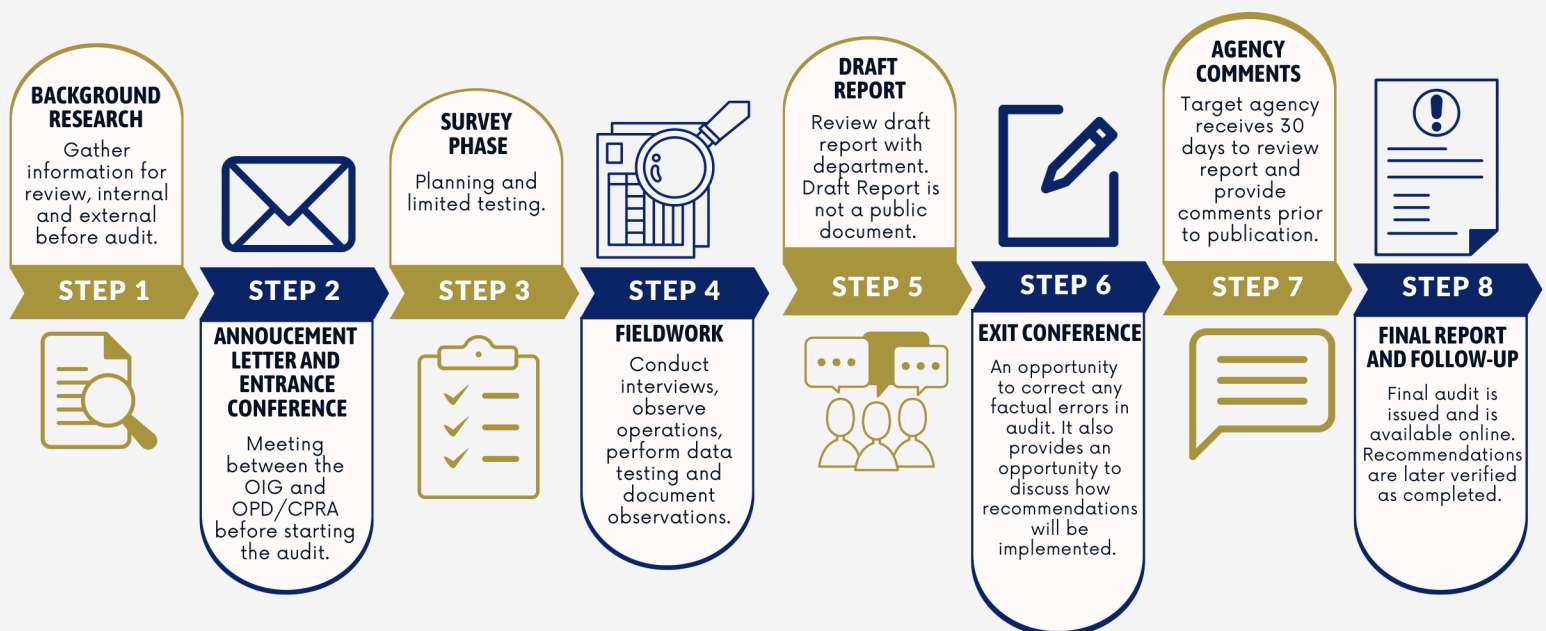 BACKGROUND
RESEARCH
Gather
information for
review, internal
and external
before audit.
STEP 1
STEP 2
ANNOUCEMENT
LETTER AND
ENTRANCE
CONFERENCE
Meeting
between the
OIG and
OPD/CPRA
before starting
the audit.
SURVEY
PHASE
Planning and
limited testing.
STEP 3
STEP 4
FIELDWORK
Conduct
interviews,
observe
operations,
perform data
testing and
document
observations.
DRAFT
REPORT
Review draft
report with
department.
Draft Report is
not a public
document.
STEP 5
STEP 6
EXIT CONFERENCE
An opportunity
to correct any
factual errors in
audit. It also
provides an
opportunity to
discuss how
recommendations
will be
implemented.
AGENCY
COMMENTS
Target agency
receives 30
days to review
report and
provide
comments prior
to publication.
STEP 7
STEP 8
FINAL REPORT
AND FOLLOW-UP
Final audit is
issued and is
available online.
Recommendations
are later verified
as completed.